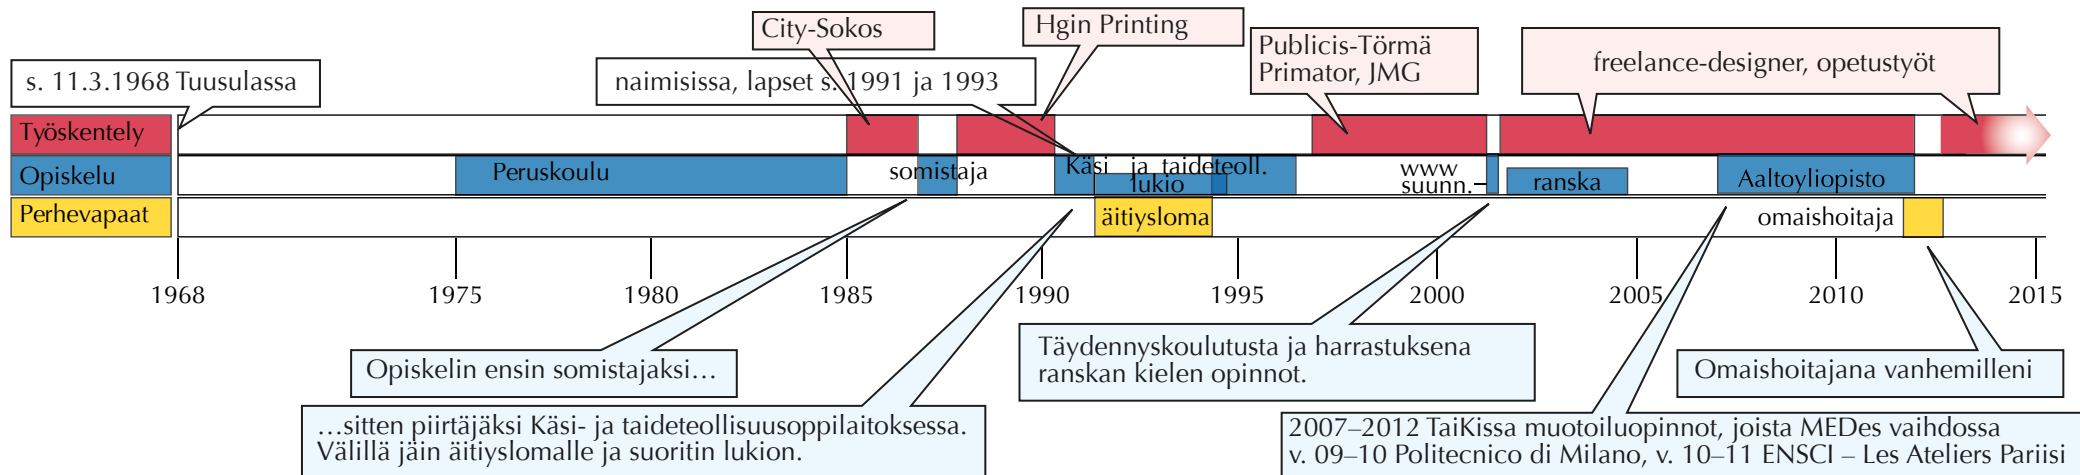 City-Sokos
Hgin Printing
Publicis-Törmä
Primator, JMG
freelance-designer, opetustyöt
s. 11.3.1968 Tuusulassa
naimisissa, lapset s. 1991 ja 1993
Työskentely
Opiskelu
Peruskoulu
somistaja
Käsi ja taideteoll.
lukio
www
suunn.
ranska
Aaltoyliopisto
Perhevapaat
äitiysloma
omaishoitaja
1968
1975
1980
1985
1990
1995
2000
2005
2010
2015
Opiskelin ensin somistajaksi…
Täydennyskoulutusta ja harrastuksena
ranskan kielen opinnot.
Omaishoitajana vanhemilleni
…sitten piirtäjäksi Käsi- ja taideteollisuusoppilaitoksessa.
Välillä jäin äitiyslomalle ja suoritin lukion.
2007–2012 TaiKissa muotoiluopinnot, joista MEDes vaihdossa
v. 09–10 Politecnico di Milano, v. 10–11 ENSCI – Les Ateliers Pariisi